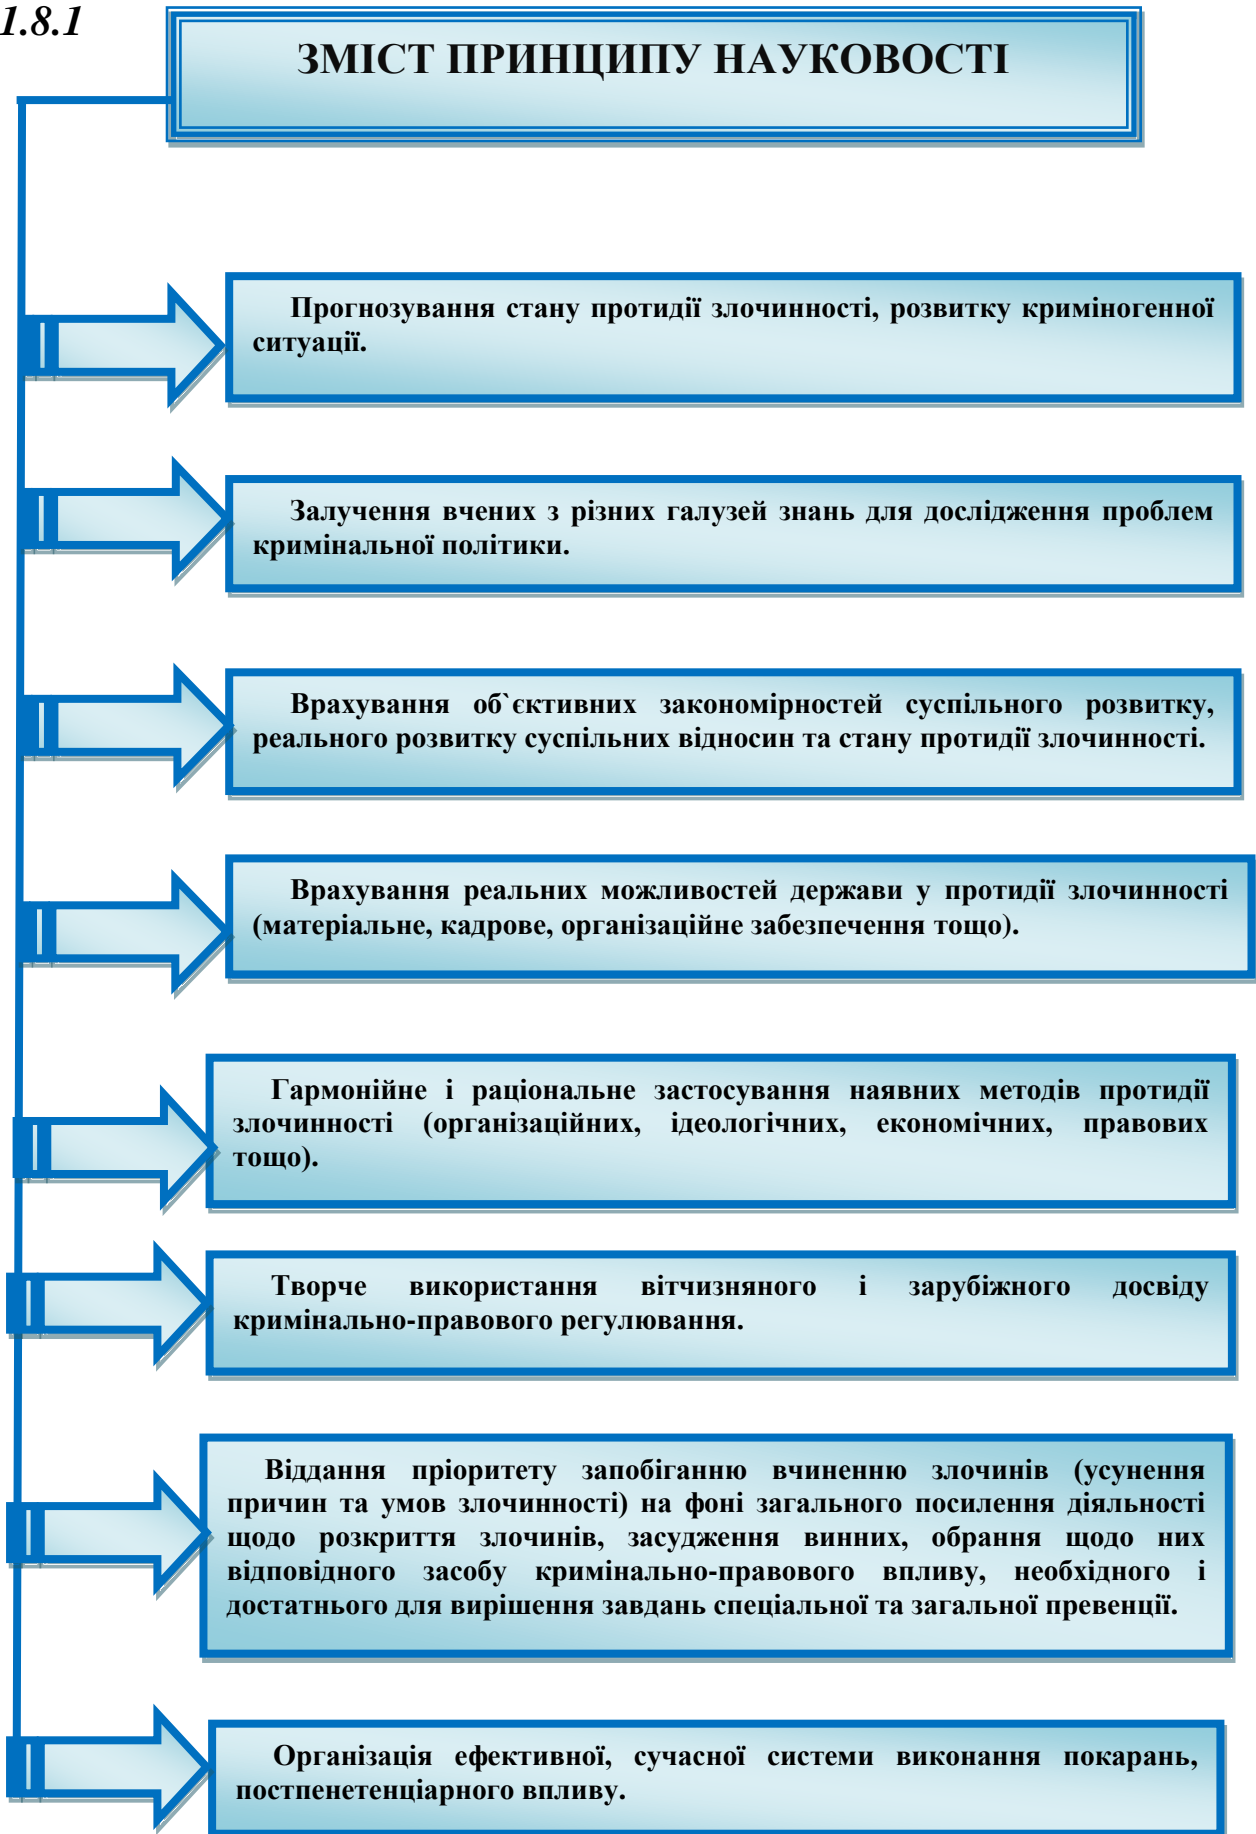 1.8.1
ЗМІСТ ПРИНЦИПУ НАУКОВОСТІ
Прогнозування стану протидії злочинності, розвитку криміногенної
ситуації.
Залучення вчених з різних галузей знань для дослідження проблем
кримінальної політики.
Врахування об`єктивних закономірностей суспільного розвитку,
реального розвитку суспільних відносин та стану протидії злочинності.
Врахування реальних можливостей держави у протидії злочинності
(матеріальне, кадрове, організаційне забезпечення тощо).
Гармонійне і раціональне застосування наявних методів протидії
злочинності (організаційних, ідеологічних, економічних, правових
тощо).
Творче використання вітчизняного і зарубіжного досвіду
кримінально-правового регулювання.
Віддання пріоритету запобіганню вчиненню злочинів (усунення
причин та умов злочинності) на фоні загального посилення діяльності
щодо розкриття злочинів, засудження винних, обрання щодо них
відповідного засобу кримінально-правового впливу, необхідного і
достатнього для вирішення завдань спеціальної та загальної превенції.
Організація ефективної, сучасної системи виконання покарань,
постпенетенціарного впливу.